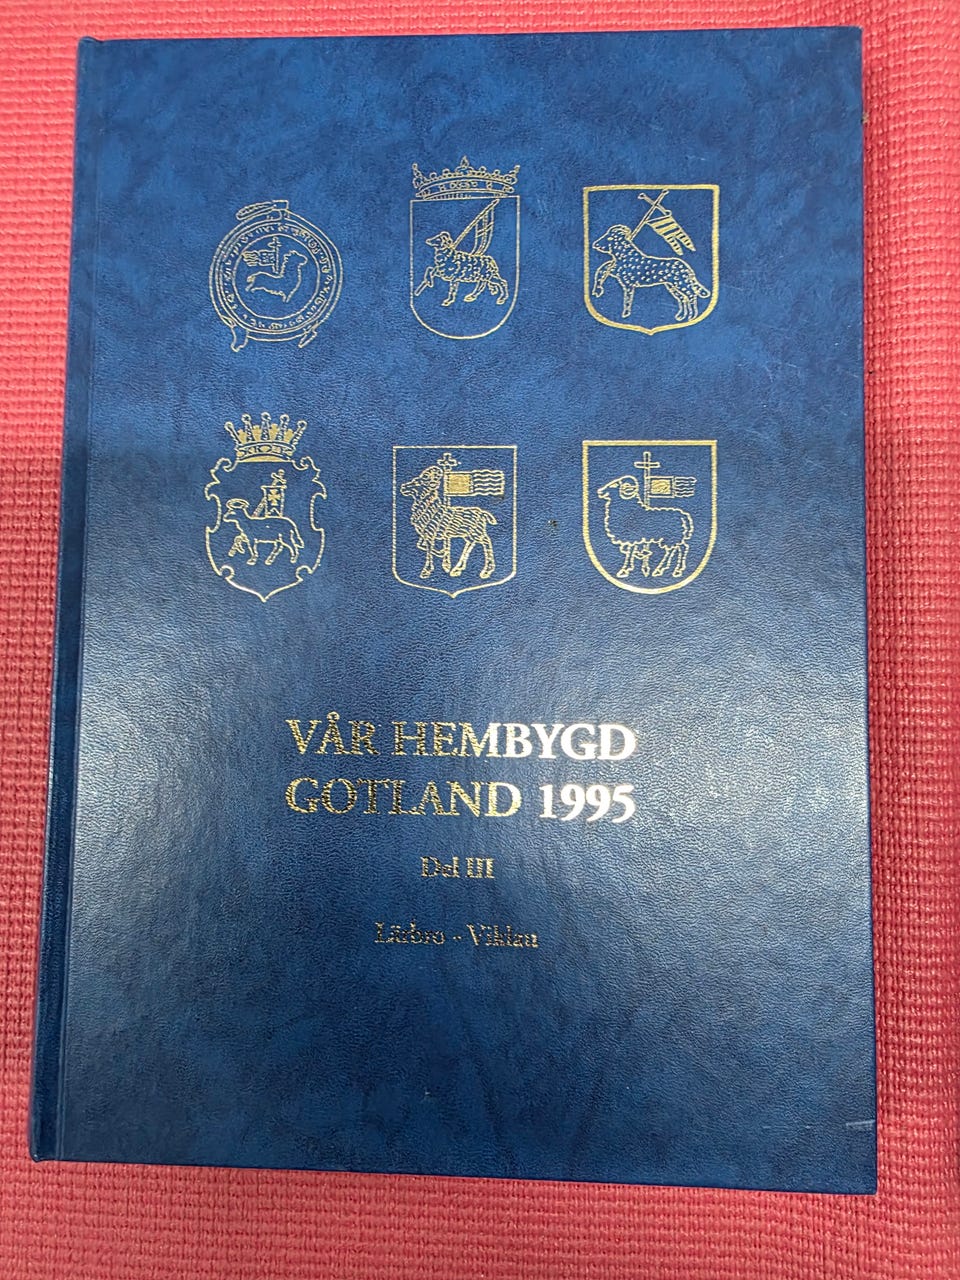 VÅR HEMBYGD
GOTLAND 1995
Del III
Lärbro - Viklau